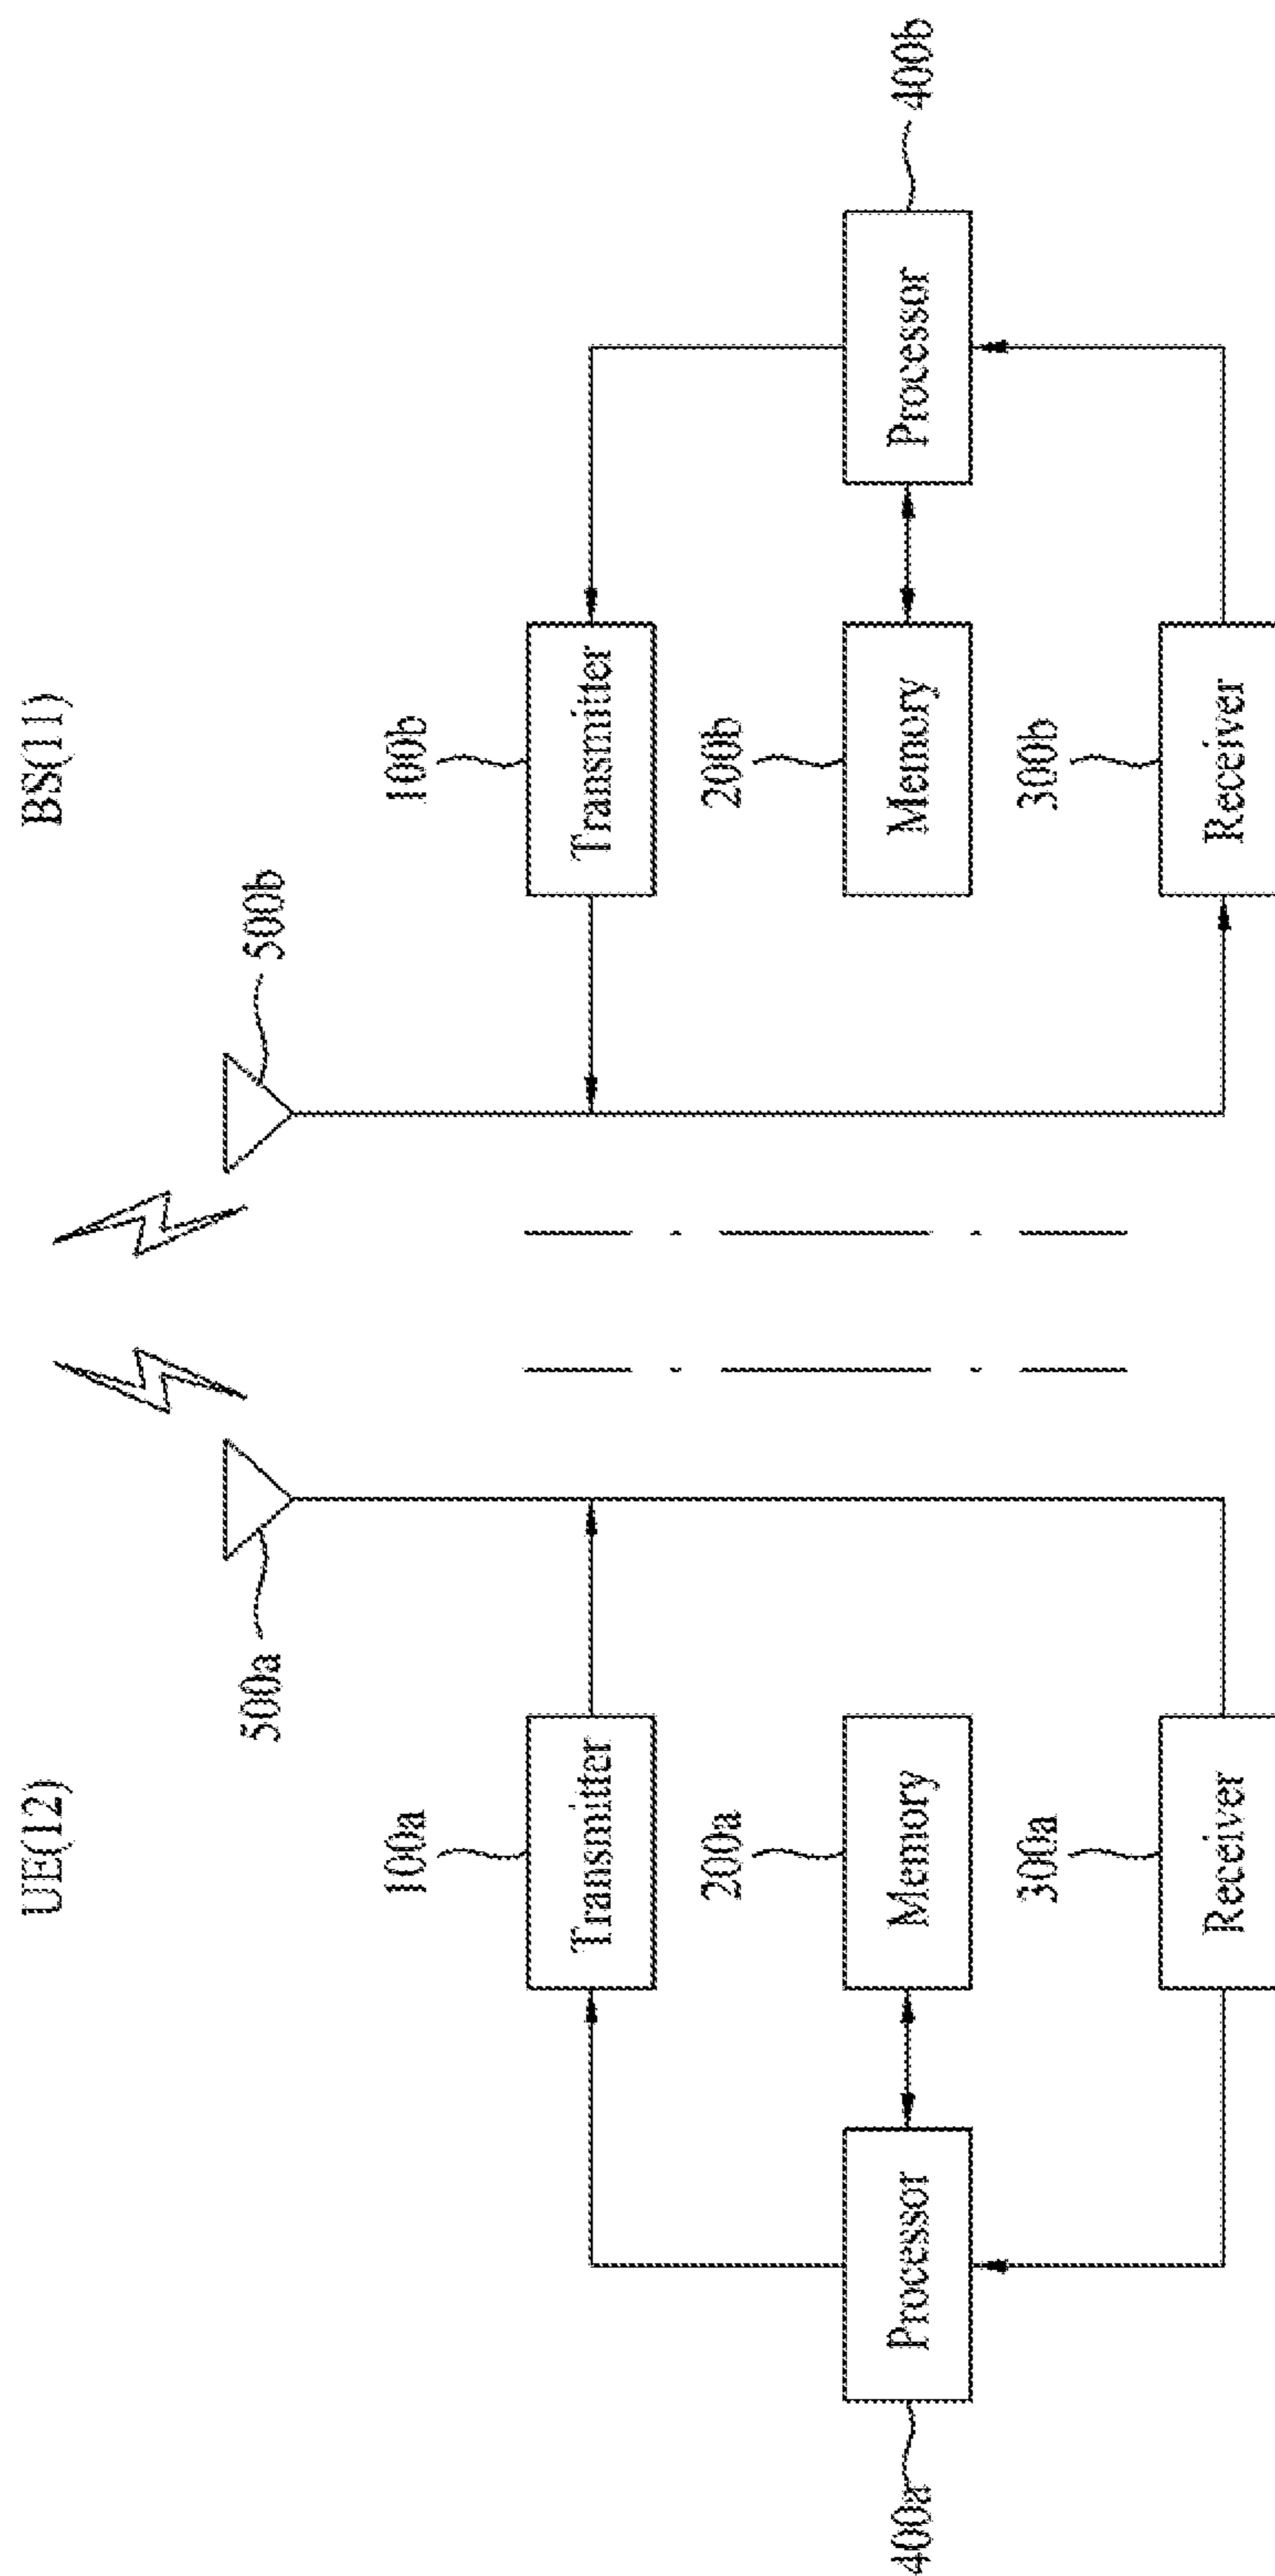 UE(12)
BS(11)
500a
500b
100a
100b
Transmitter
Transmitter
200a
200b
400a
Processor
Memory
Memory
Processor
400b
300a
300b
Receiver
Receiver